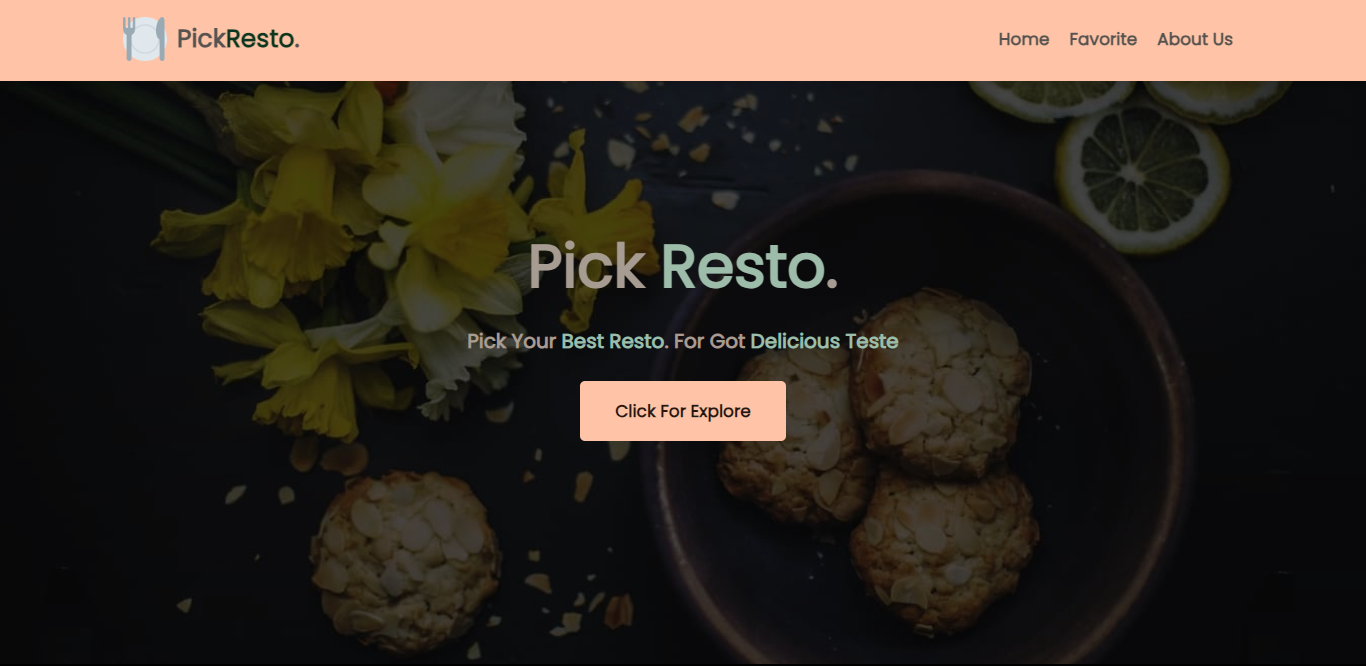 PickResto.
Home Favorite About Us
Pick Resto.
Pick Your Best Resto. For Got Delicious Teste
Click For Explore